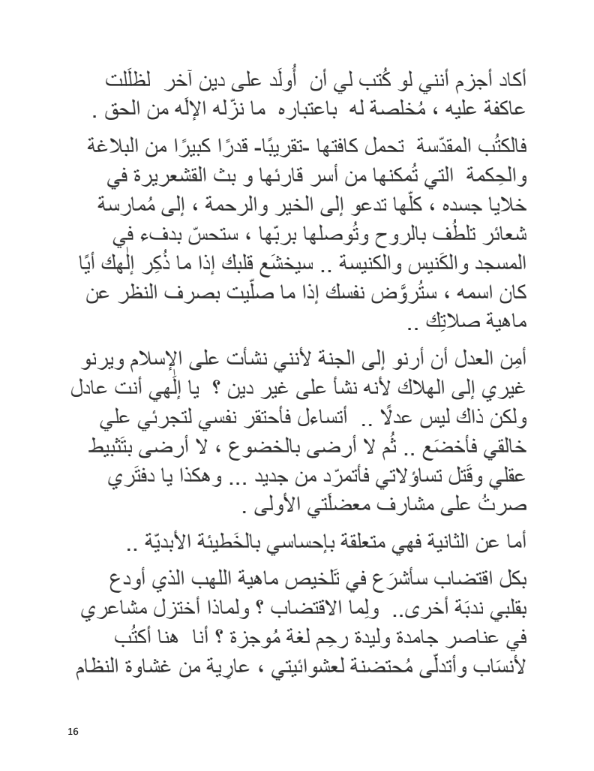 أكاد أجزم أنني لو كُتب لي أن أُولَد على دين آخر لظلَلت
عاكفة عليه ، مُخلصة له باعتباره ما نزّله الإلَه من الحق .
فالكتُب المقدّسة تحمل كافتها -تقريبًا- قدرًا كبيرًا من البلاغة
والحِكمة التي تُمكنها من أسر قارئها و بث القشعريرة في
خلايا جسده ، كلّها تدعو إلى الخير والرحمة ، إلى مُمارسة
شعائر تلطُف بالروح وتُوصلها بربّها ، ستحسّ بدفء في
المسجد والكَنيس والكنيسة .. سيخشَع قلبك إذا ما ذُكِر إلٰهك أيًا
كان اسمه ، ستُروَّض نفسك إذا ما صلّيت بصرف النظر عن
ماهية صلاتِك ..
أمِن العدل أن أرنو إلى الجنة لأنني نشأت على الإسلام ويرنو
غيري إلى الهلاك لأنه نشأ على غير دين ؟ يا إلٰهي أنت عادل
ولكن ذاك ليس عدلًا .. أتساءل فأحتقر نفسي لتجرئي علي
خالقي فأخضَع .. ثُم لا أرضى بالخضوع ، لا أرضى بتَثبيط
عقلي وقَتل تساؤلاتي فأتمرّد من جديد ... وهكذا يا دفتَري
صرتُ على مشارف معضلَتي الأولى .
أما عن الثانية فهي متعلقة بإحساسي بالخَطيئة الأبديّة ..
بكل اقتضاب سأشرَع في تَلخيص ماهية اللهب الذي أودع
بقلبي ندبَة أخرى.. ولِما الاقتضاب ؟ ولماذا أختزل مشاعري
في عناصر جامدة وليدة رحِم لغة مُوجزة ؟ أنا هنا أكتُب
لأنسَاب وأتدلّى مُحتضنة لعشوائيتي ، عارِية من غشاوة النظام
16